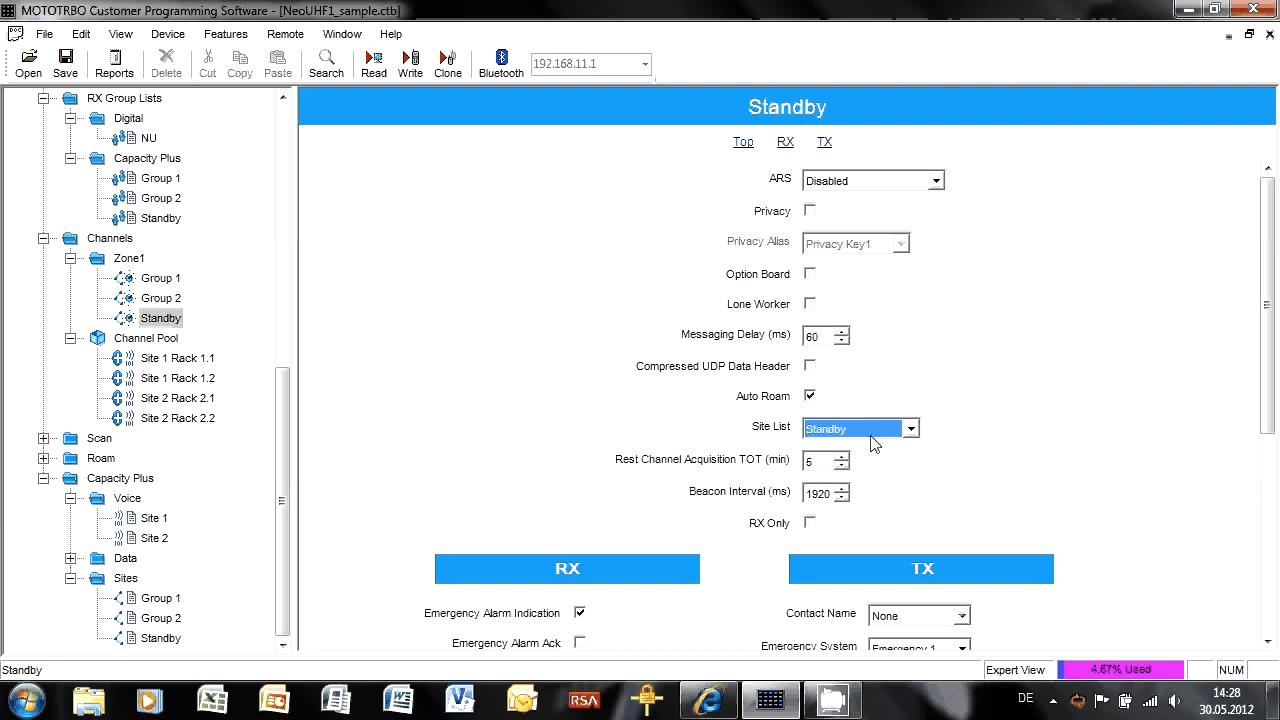 MOTOTRBO Customer Programming Software - [NeoUHF1_sample.ctb]
File Edit View Device Features Remote Window Help
Open Save Reports Delete Cut Copy Paste Search Read Write Clone Bluetooth 192.168.11.1
RX Group Lists
Digital
NU
Capacity Plus
Group 1
Group 2
Standby
Channels
Zone1
Group 1
Group 2
Standby
Channel Pool
Site 1 Rack 1.1
Site 1 Rack 1.2
Site 2 Rack 2.1
Site 2 Rack 2.2
Scan
Roam
Capacity Plus
Voice
Site 1
Site 2
Data
Sites
Group 1
Group 2
Standby
Standby
Top RX TX
ARS Disabled
Privacy
Privacy Alias Privacy Key1
Option Board
Lone Worker
Messaging Delay (ms) 60
Compressed UDP Data Header
Auto Roam
Site List Standby
Rest Channel Acquisition TOT (min) 5
Beacon Interval (ms) 1920
RX Only
RX TX
Emergency Alarm Indication Contact Name None
Emergency Alarm Ack Emergency System Emergency 1
Standby Expert View 4.67% Used NUM
RSA DE 14:28
30.05.2012